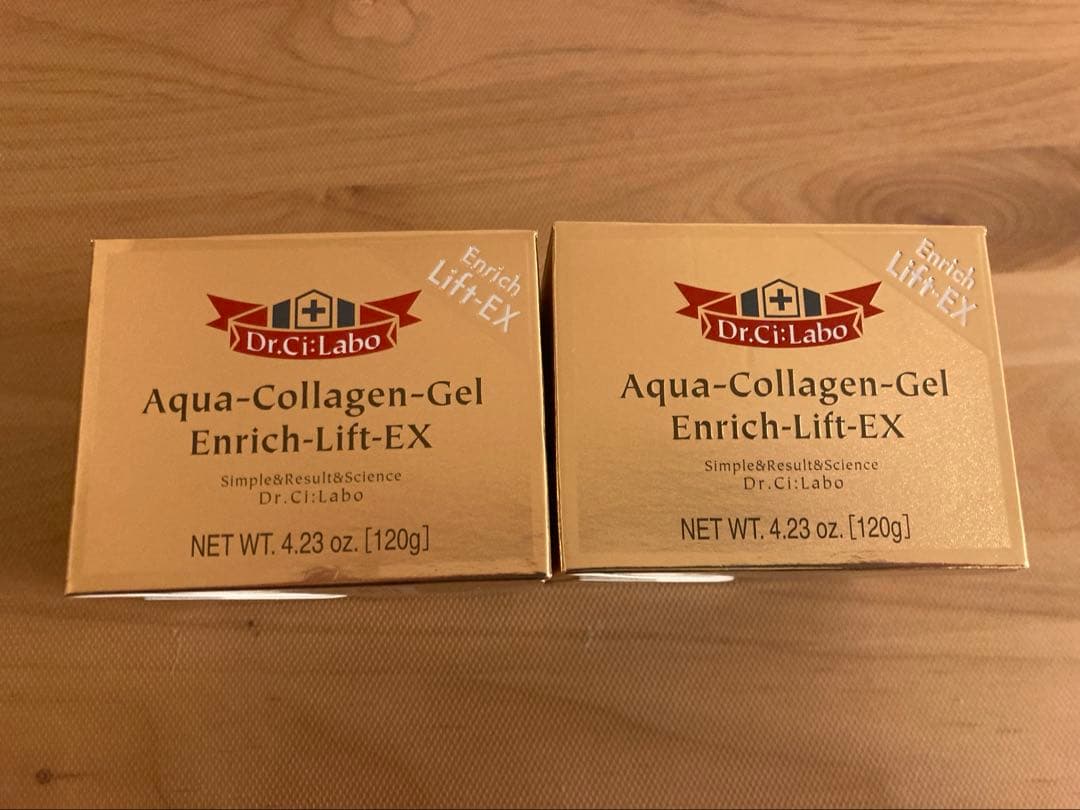 Enrich
Lift-EX
Dr.Ci:Labo
Aqua-Collagen-Gel
Enrich-Lift-EX
Simple&Result&Science
Dr.Ci:Labo
NET WT. 4.23 oz. [120g]
Enrich
Lift-EX
Dr.Ci:Labo
Aqua-Collagen-Gel
Enrich-Lift-EX
Simple&Result&Science
Dr.Ci:Labo
NET WT. 4.23 oz. [120g]